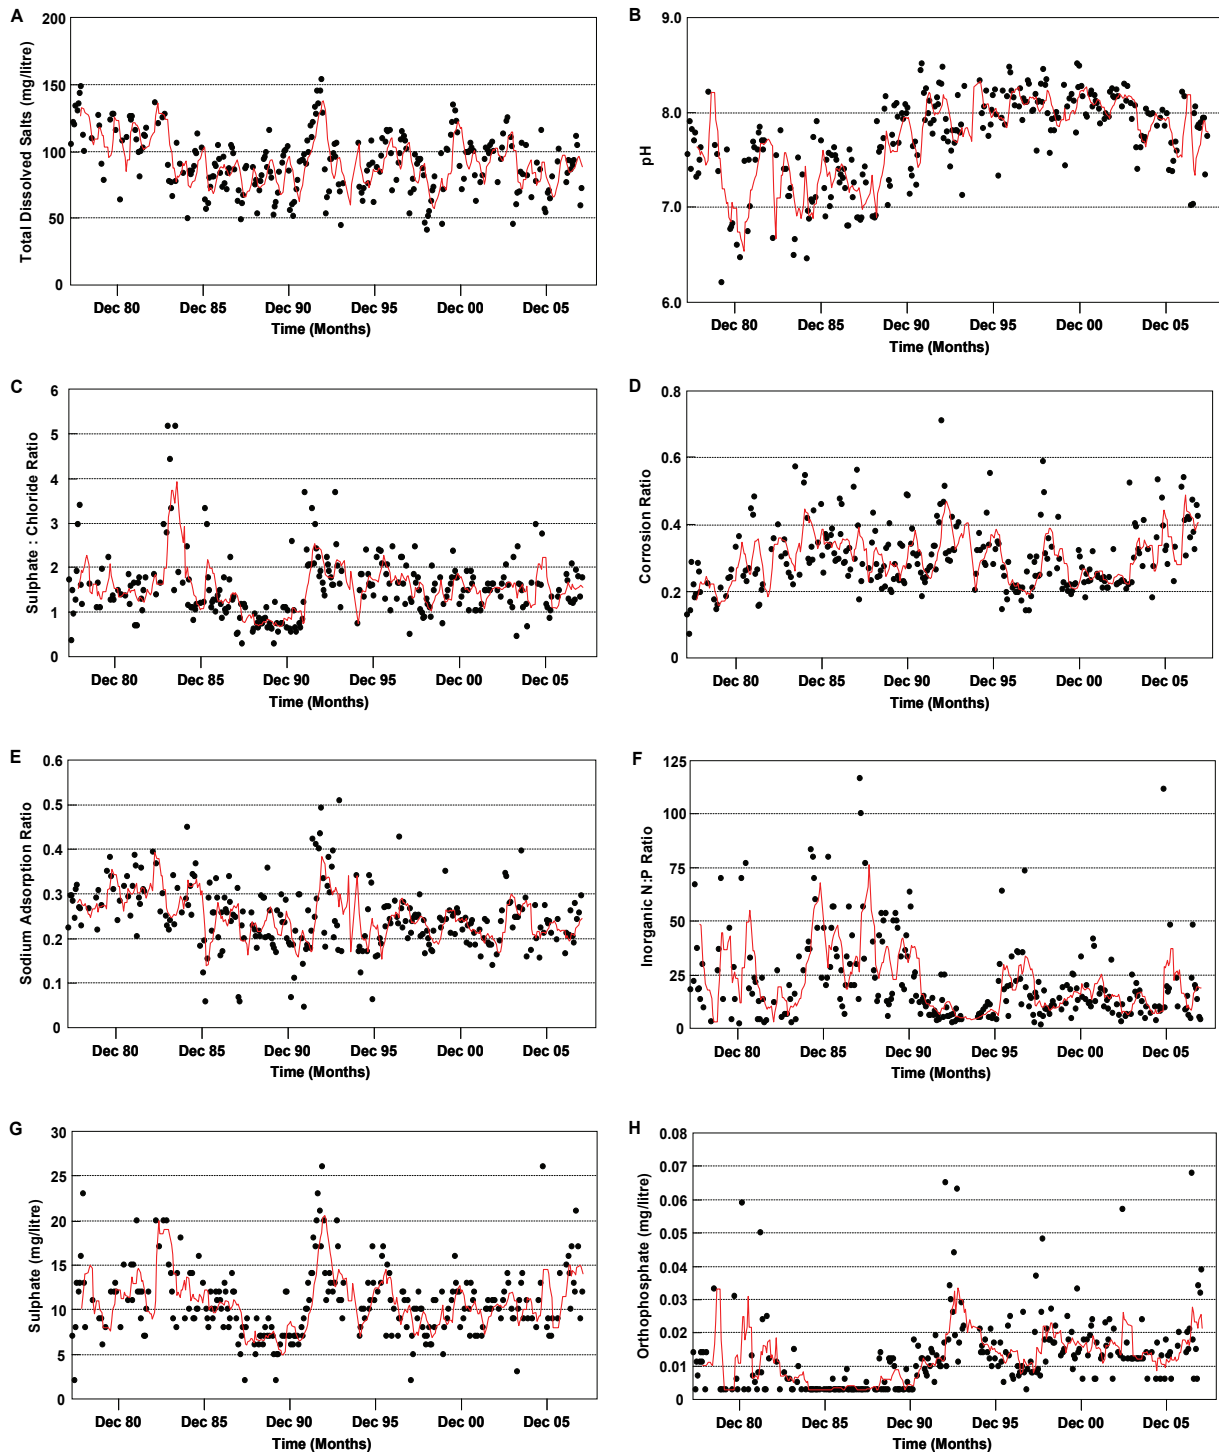 A
Total Dissolved Salts (mg/litre)
200
150
100
50
0
Dec 80 Dec 85 Dec 90 Dec 95 Dec 00 Dec 05
Time (Months)
B
pH
9.0
8.0
7.0
6.0
Dec 80 Dec 85 Dec 90 Dec 95 Dec 00 Dec 05
Time (Months)
C
Sulphate : Chloride Ratio
6
5
4
3
2
1
0
Dec 80 Dec 85 Dec 90 Dec 95 Dec 00 Dec 05
Time (Months)
D
Corrosion Ratio
0.8
0.6
0.4
0.2
0
Dec 80 Dec 85 Dec 90 Dec 95 Dec 00 Dec 05
Time (Months)
E
Sodium Adsorption Ratio
0.6
0.5
0.4
0.3
0.2
0.1
0
Dec 80 Dec 85 Dec 90 Dec 95 Dec 00 Dec 05
Time (Months)
F
Inorganic N:P Ratio
125
100
75
50
25
0
Dec 80 Dec 85 Dec 90 Dec 95 Dec 00 Dec 05
Time (Months)
G
Sulphate (mg/litre)
30
25
20
15
10
5
0
Dec 80 Dec 85 Dec 90 Dec 95 Dec 00 Dec 05
Time (Months)
H
Orthophosphate (mg/litre)
0.08
0.07
0.06
0.05
0.04
0.03
0.02
0.01
0
Dec 80 Dec 85 Dec 90 Dec 95 Dec 00 Dec 05
Time (Months)